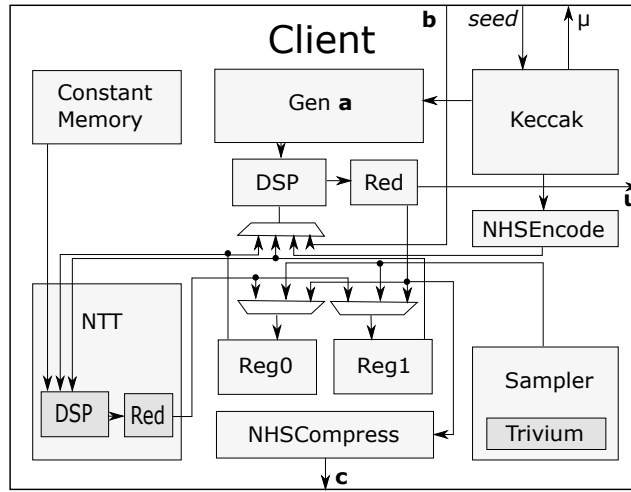 b seed μ
Client
Constant
Memory
Gen a
Keccak
DSP
Red
u
NHSEncode
NTT
DSP
Red
Reg0
Reg1
Sampler
Trivium
NHSCompress
c